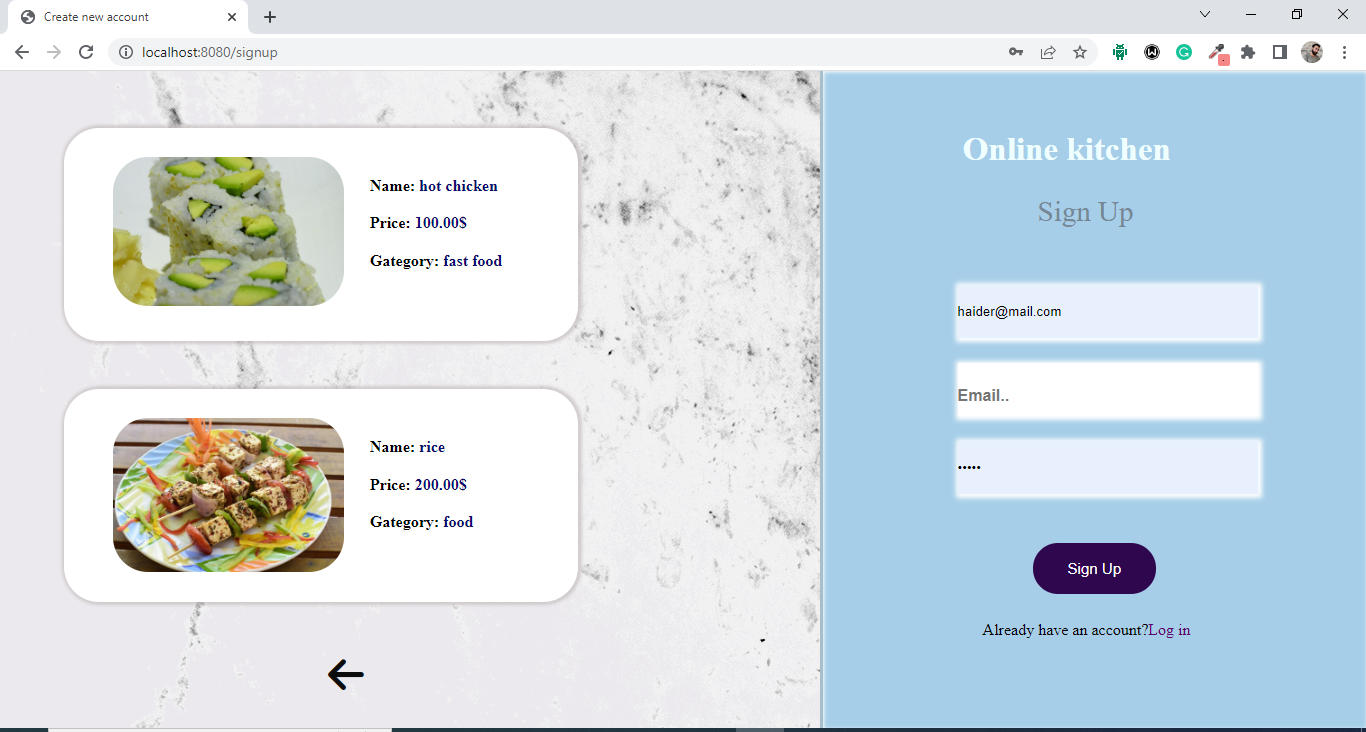 Create new account
localhost:8080/signup
Name: hot chicken
Price: 100.00$
Gategory: fast food
Name: rice
Price: 200.00$
Gategory: food
Online kitchen
Sign Up
haider@mail.com
Email..
•••••
Sign Up
Already have an account?Log in